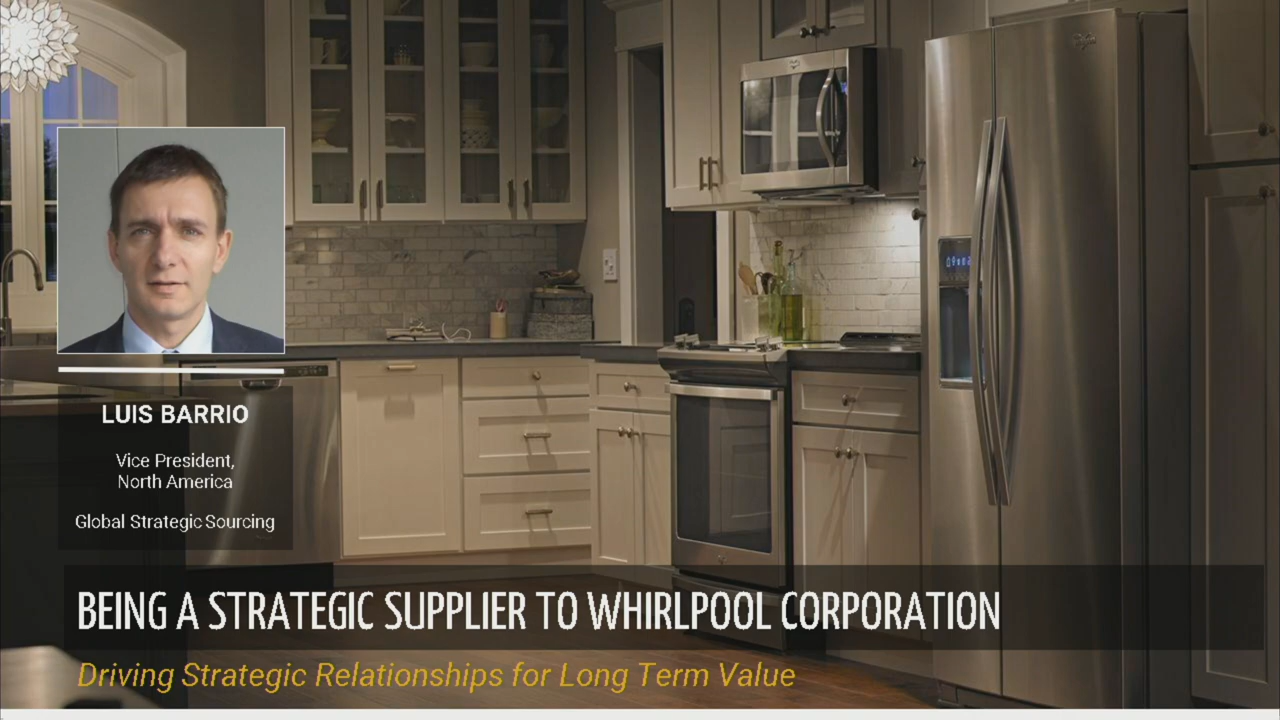 LUIS BARRIO
Vice President,
North America
Global Strategic Sourcing
BEING A STRATEGIC SUPPLIER TO WHIRLPOOL CORPORATION
Driving Strategic Relationships for Long Term Value